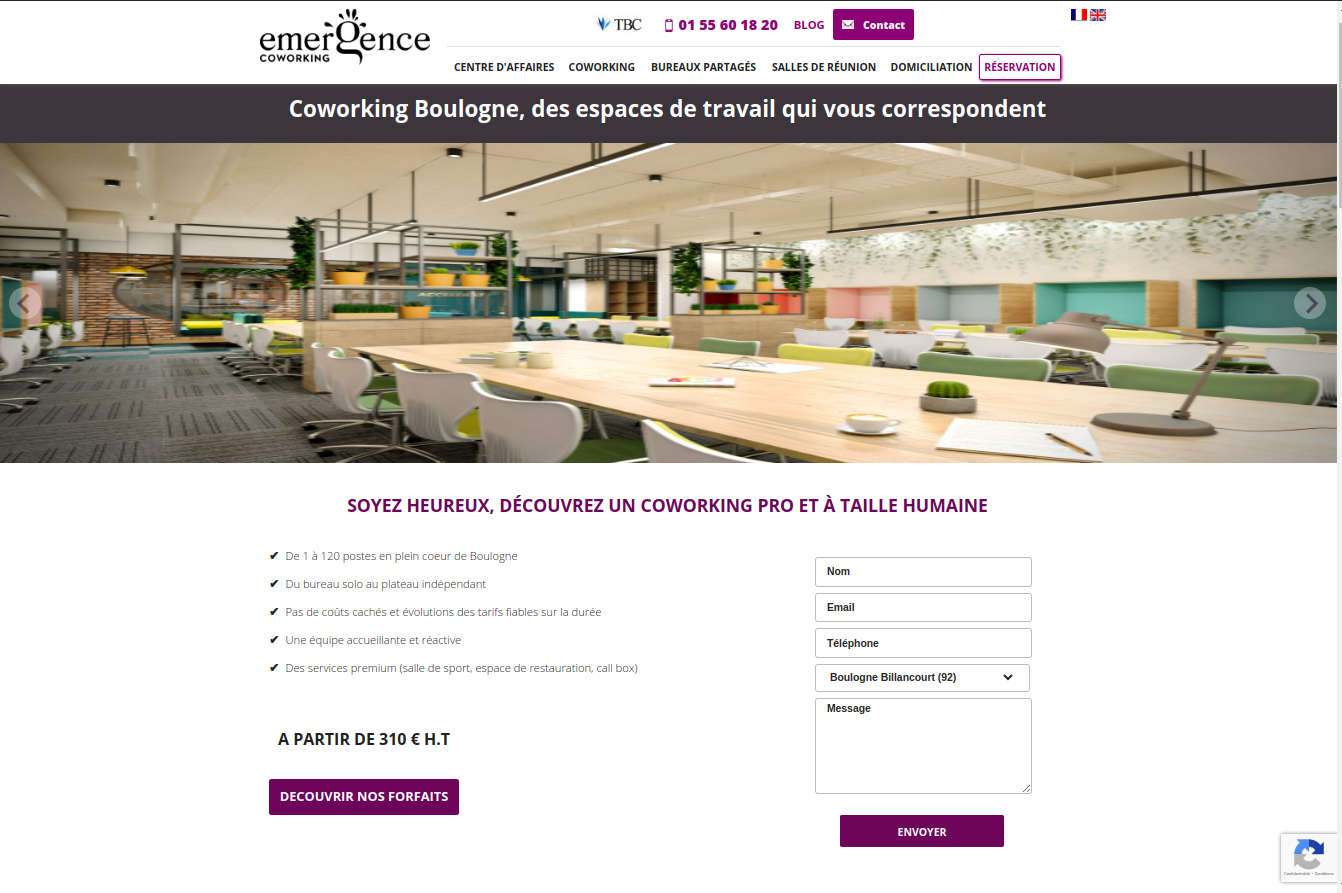 emergence
COWORKING
TBC
01 55 60 18 20
BLOG
Contact
CENTRE D'AFFAIRES
COWORKING
BUREAUX PARTAGÉS
SALLES DE RÉUNION
DOMICILIATION
RÉSERVATION
Coworking Boulogne, des espaces de travail qui vous correspondent
SOYEZ HEUREUX, DÉCOUVREZ UN COWORKING PRO ET À TAILLE HUMAINE
✔ De 1 à 120 postes en plein coeur de Boulogne
✔ Du bureau solo au plateau indépendant
✔ Pas de coûts cachés et évolutions des tarifs fiables sur la durée
✔ Une équipe accueillante et réactive
✔ Des services premium (salle de sport, espace de restauration, call box)
A PARTIR DE 310 € H.T
DECOUVRIR NOS FORFAITS
Nom
Email
Téléphone
Boulogne Billancourt (92)
Message
ENVOYER
Confidentialité - Conditions